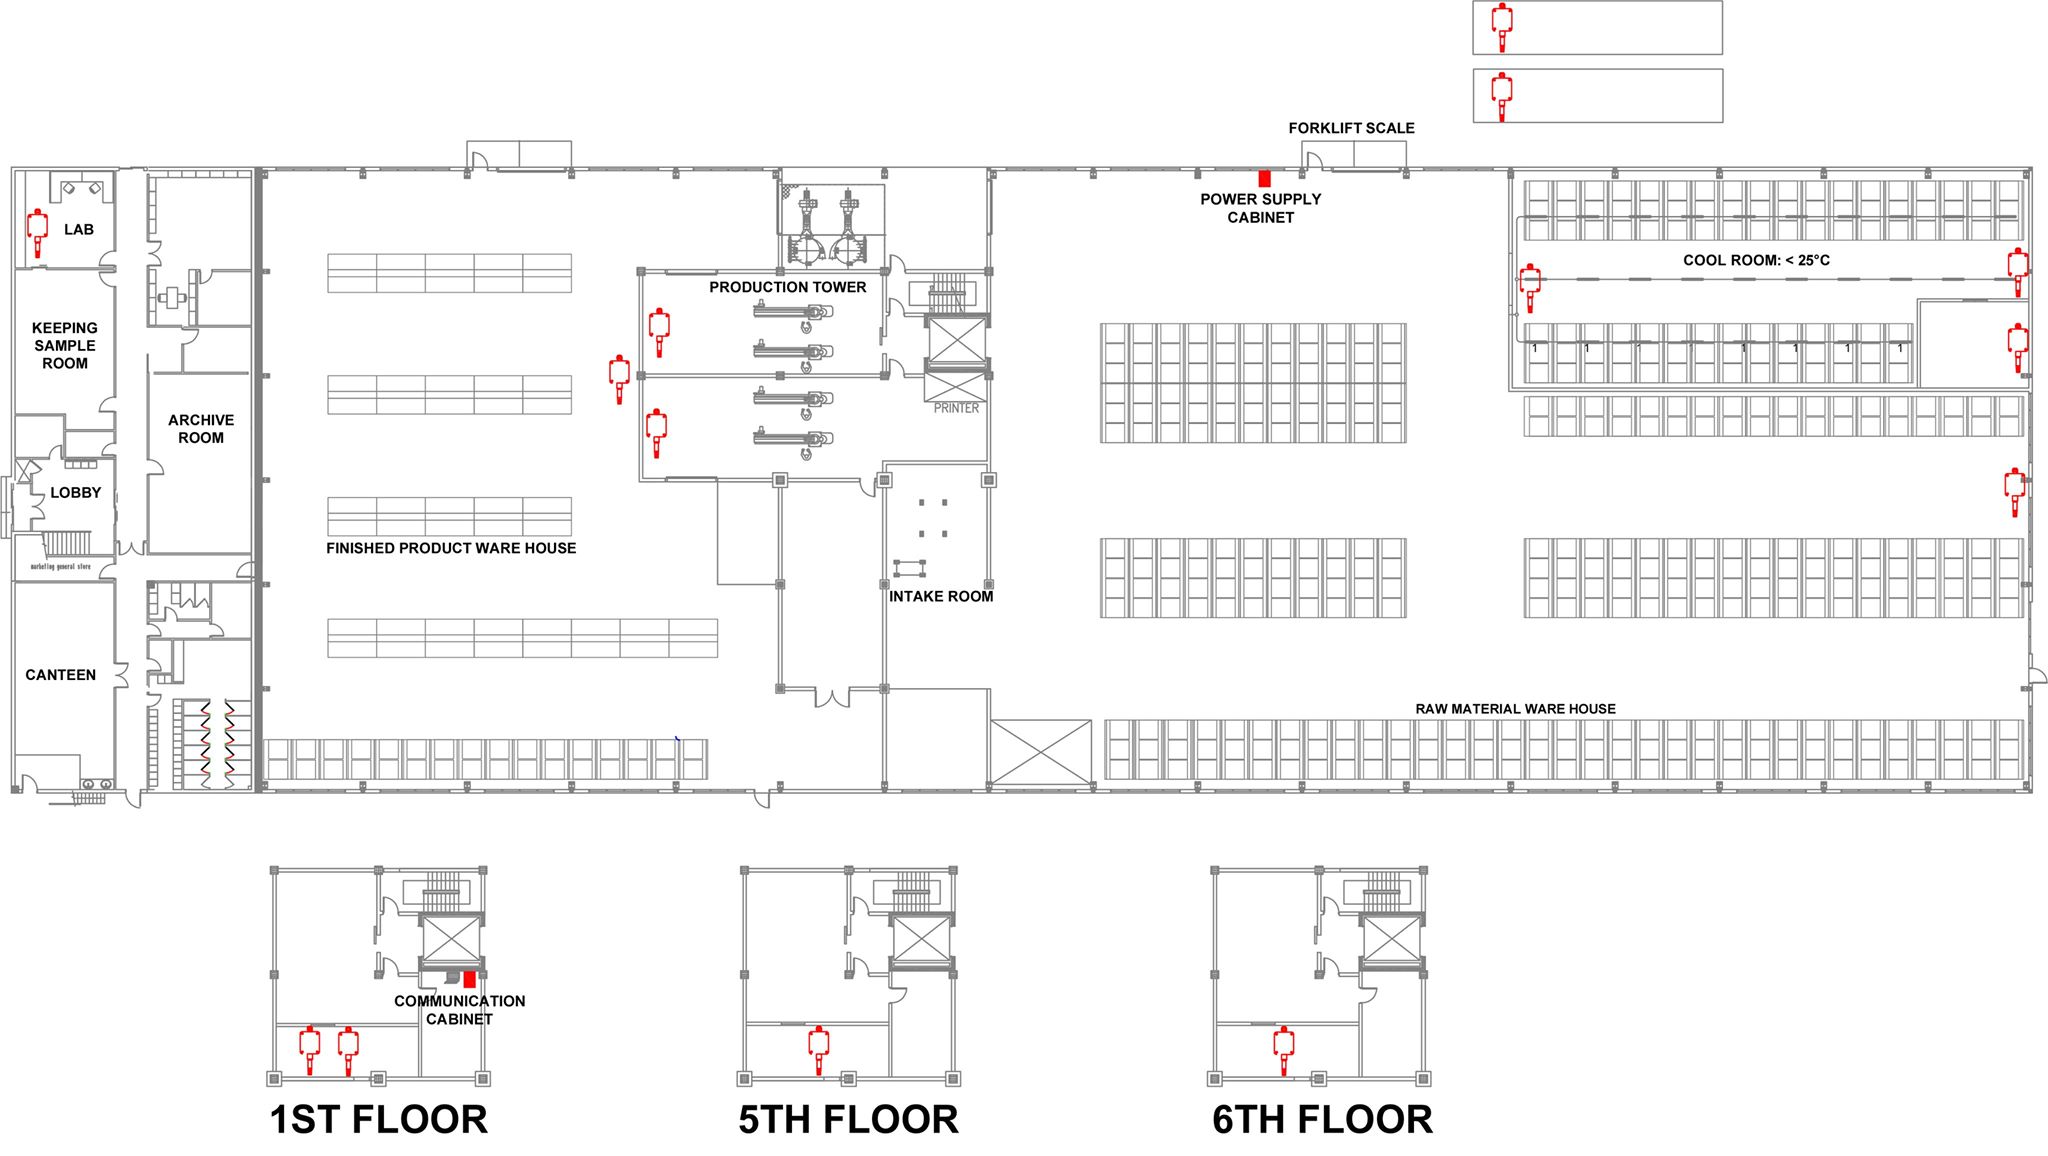 FORKLIFT SCALE
POWER SUPPLY
CABINET
LAB
COOL ROOM: < 25°C
PRODUCTION TOWER
KEEPING
SAMPLE
ROOM
1 1 1 1 1 1 1 1
PRINTER
ARCHIVE
ROOM
LOBBY
FINISHED PRODUCT WARE HOUSE
marketing general store
INTAKE ROOM
CANTEEN
RAW MATERIAL WARE HOUSE
COMMUNICATION
CABINET
1ST FLOOR
5TH FLOOR
6TH FLOOR